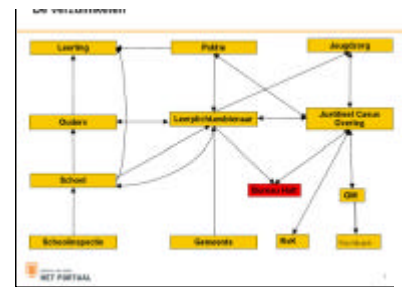 De verzuimketen
Leerling
Politie
Jeugdzorg
Ouders
Leerplichtambtenaar
Justitieel Casus
Overleg
School
Bureau Halt
OM
Schoolinspectie
Gemeente
RvK
HET PORTAAL